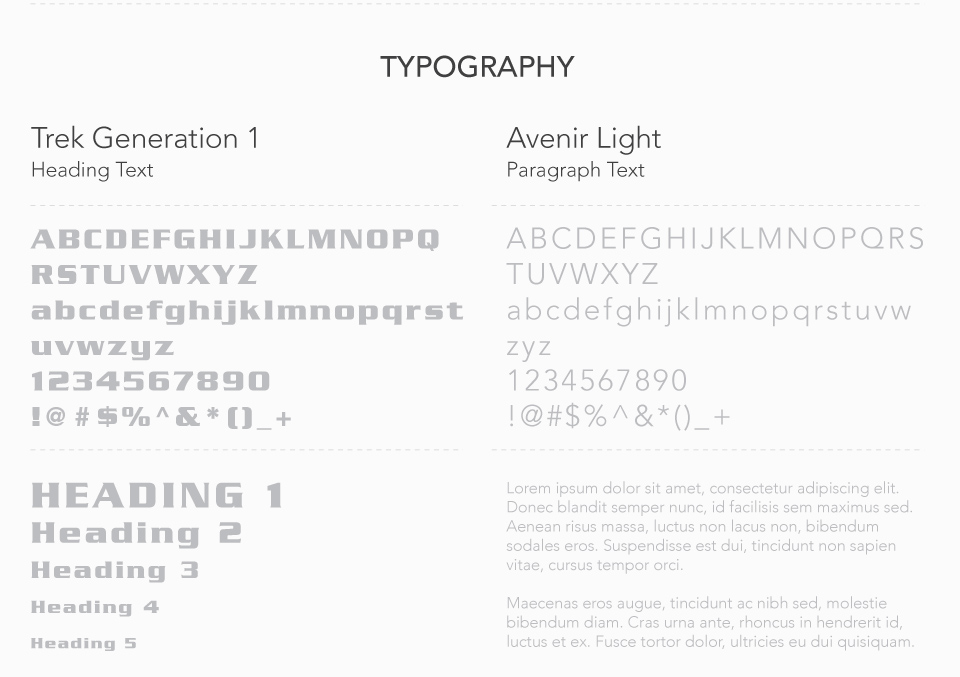 TYPOGRAPHY
Trek Generation 1
Heading Text
ABCDEFGHIJKLMNOPQ
RSTUVWXYZ
abcdefghijklmnopqrst
uvwzyz
1234567890
!@#$%^&*()_+
HEADING 1
Heading 2
Heading 3
Heading 4
Heading 5
Avenir Light
Paragraph Text
ABCDEFGHIJKLMNOPQRS
TUVWXYZ
abcdefghijklmnopqrstuvw
zyz
1234567890
!@#$%^&*()_+
Lorem ipsum dolor sit amet, consectetur adipiscing elit.
Donec blandit semper nunc, id facilisis sem maximus sed.
Aenean risus massa, luctus non lacus non, bibendum
sodales eros. Suspendisse est dui, tincidunt non sapien
vitae, cursus tempor orci.
Maecenas eros augue, tincidunt ac nibh sed, molestie
bibendum diam. Cras urna ante, rhoncus in hendrerit id,
luctus et ex. Fusce tortor dolor, ultricies eu dui quisiquam.